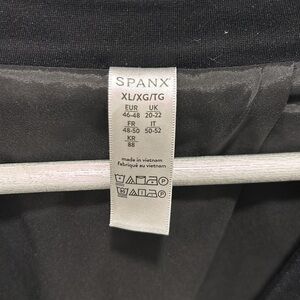 SPANX
XL/XG/TG
EUR UK
46-48 20-22
FR IT
48-50 50-52
KR
88
made in vietnam
fabriqué au vietnam